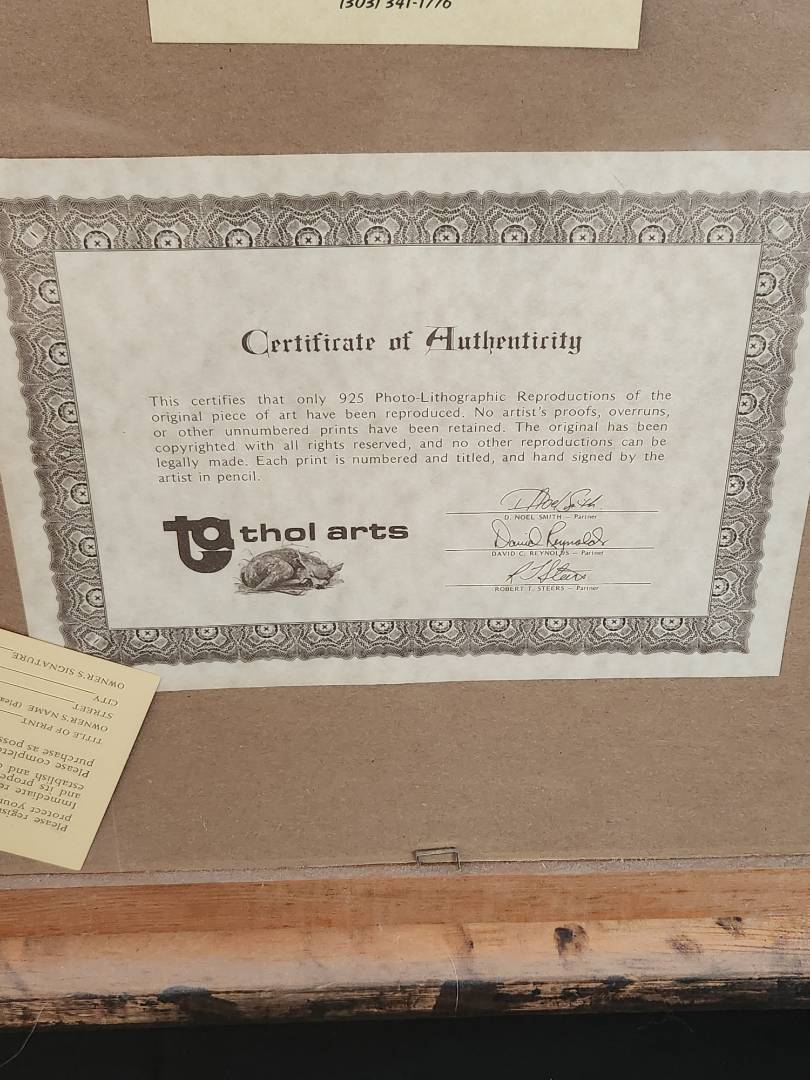 (303) 341-1776
Certificate of Authenticity
This certifies that only 925 Photo-Lithographic Reproductions of the
original piece of art have been reproduced. No artist's proofs, overruns,
or other unnumbered prints have been retained. The original has been
copyrighted with all rights reserved, and no other reproductions can be
legally made. Each print is numbered and titled, and hand signed by the
artist in pencil.
ta thol arts
D. NOEL SMITH — Partner
David Reynolds
DAVID C. REYNOLDS — Partner
R T Steers
ROBERT T. STEERS — Partner
Please
protect your
Immediate
and its
establish and
Please complete
purchase as
TITLE OF PRINT
OWNER'S NAME
STREET
CITY
OWNER'S SIGNATURE